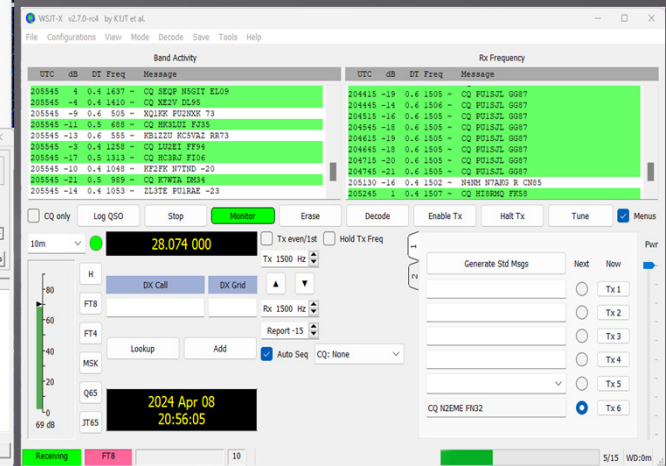 WSJT-X v2.7.0-rc4 by K1JT et al.
File Configurations View Mode Decode Save Tools Help
Band Activity
UTC dB DT Freq Message
205545 4 0.4 1637 ~ CQ SEQP N5GIT EL09
205545 -4 0.4 1410 ~ CQ XE2V DL95
205545 -9 0.6 505 ~ XQ1KK PU2NXK 73
205545 -11 0.5 688 ~ CQ HK3LUI FJ35
205545 -13 0.6 555 ~ KB1ZZU KC5VAZ RR73
205545 -3 0.4 1258 ~ CQ LU2EI FF94
205545 -17 0.5 1313 ~ CQ HC3RJ FI06
205545 -10 0.4 1048 ~ KF2FK N7TND -20
205545 -21 0.5 989 ~ CQ K7WTA DM34
205545 -14 0.4 1053 ~ ZL3TE PU1RAE -23
Rx Frequency
UTC dB DT Freq Message
204415 -19 0.6 1505 ~ CQ PU1SJL GG87
204445 -14 0.6 1506 ~ CQ PU1SJL GG87
204515 -16 0.6 1505 ~ CQ PU1SJL GG87
204545 -18 0.6 1505 ~ CQ PU1SJL GG87
204615 -19 0.6 1505 ~ CQ PU1SJL GG87
204645 -18 0.6 1505 ~ CQ PU1SJL GG87
204715 -20 0.6 1505 ~ CQ PU1SJL GG87
204745 -21 0.6 1505 ~ CQ PU1SJL GG87
205130 -16 0.4 1502 ~ N4NM N7AKG R CN85
205245 1 0.4 1507 ~ CQ HI8RMQ FK58
CQ only Log QSO Stop Monitor Erase Decode Enable Tx Halt Tx Tune Menus
10m
28.074 000
Tx even/1st Hold Tx Freq
Tx 1500 Hz
DX Call DX Grid
Rx 1500 Hz
Report -15
Lookup Add
Auto Seq CQ: None
2024 Apr 08
20:56:05
H
FT8
FT4
MSK
Q65
JT65
-80
-60
-40
-20
-0
69 dB
1
2
Generate Std Msgs Next Now
Tx 1
Tx 2
Tx 3
Tx 4
Tx 5
CQ N2EME FN32 Tx 6
Pwr
Receiving FT8 10 5/15 WD:0m